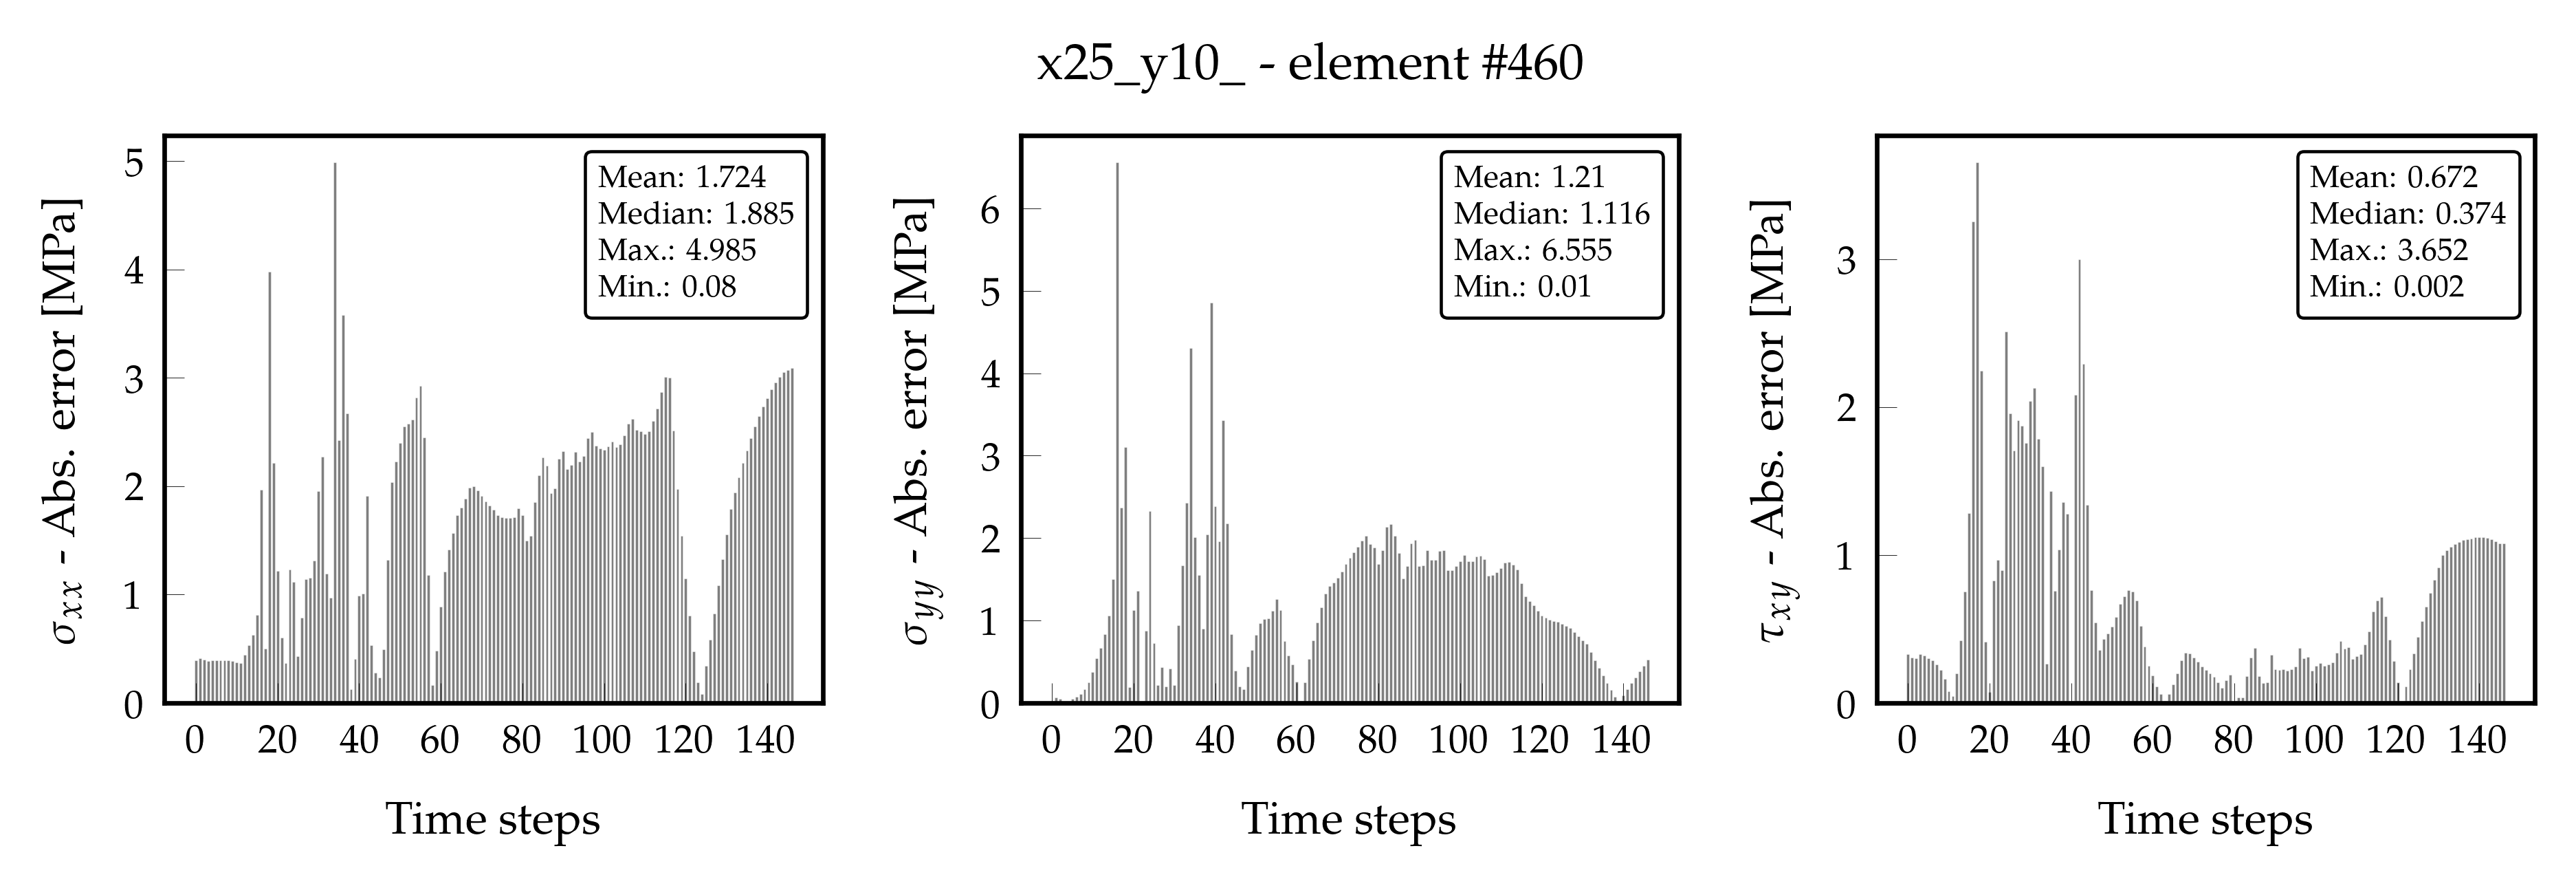 x25_y10_ - element #460
σxx - Abs. error [MPa]
5
4
3
2
1
0
0 20 40 60 80 100 120 140
Time steps
Mean: 1.724
Median: 1.885
Max.: 4.985
Min.: 0.08
σyy - Abs. error [MPa]
6
5
4
3
2
1
0
0 20 40 60 80 100 120 140
Time steps
Mean: 1.21
Median: 1.116
Max.: 6.555
Min.: 0.01
τxy - Abs. error [MPa]
3
2
1
0
0 20 40 60 80 100 120 140
Time steps
Mean: 0.672
Median: 0.374
Max.: 3.652
Min.: 0.002